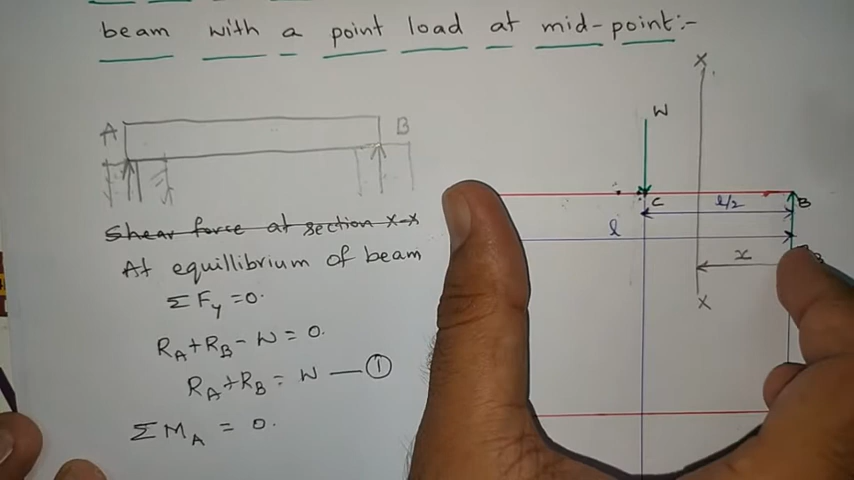 beam with a point load at mid-point:-
A B
Shear force at section x-x
At equillibrium of beam
ΣFy = 0.
RA+RB- W = 0.
RA+RB = W — ①
ΣMA = 0.
X
W
C l/2 B
l
x
X